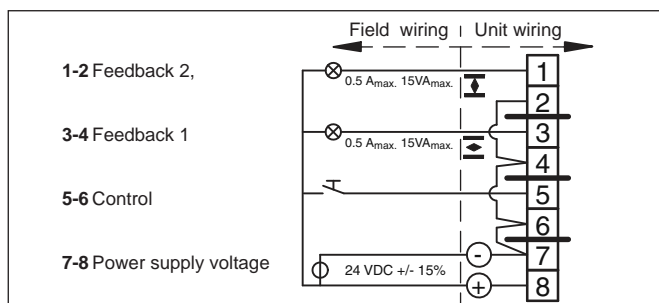 Field wiring Unit wiring
1-2 Feedback 2,
0.5 Amax. 15VAmax.
1
2
3-4 Feedback 1
0.5 Amax. 15VAmax.
3
4
5-6 Control
5
6
7-8 Power supply voltage
24 VDC +/- 15%
-
7
+
8